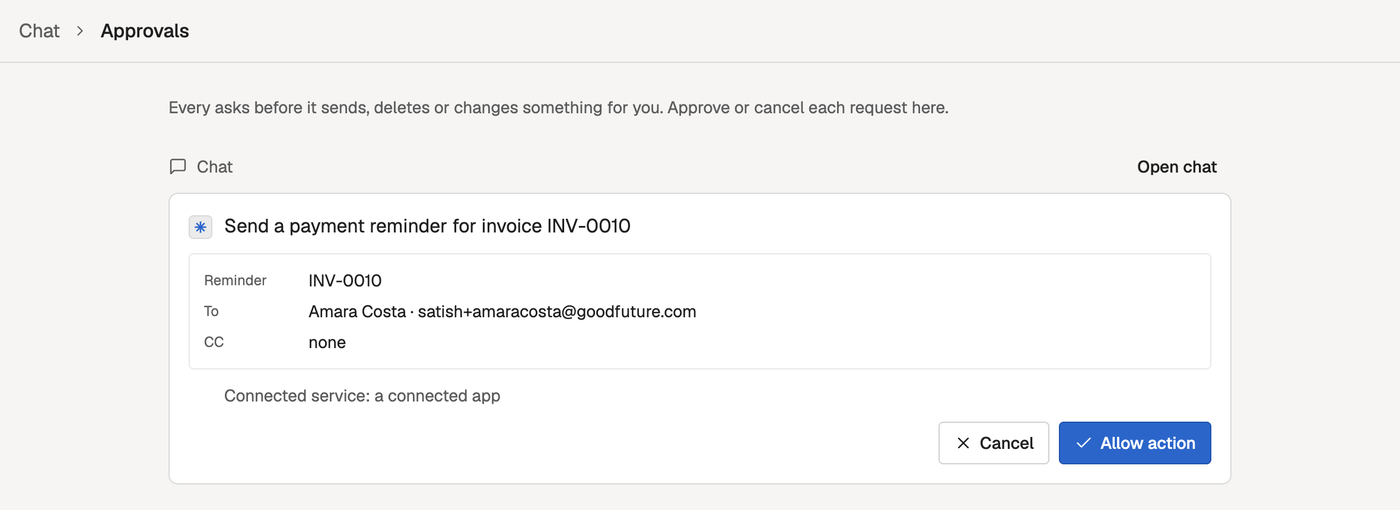 Chat > Approvals
Every asks before it sends, deletes or changes something for you. Approve or cancel each request here.
Chat Open chat
Send a payment reminder for invoice INV-0010
Reminder INV-0010
To Amara Costa · satish+amaracosta@goodfuture.com
CC none
Connected service: a connected app
Cancel Allow action